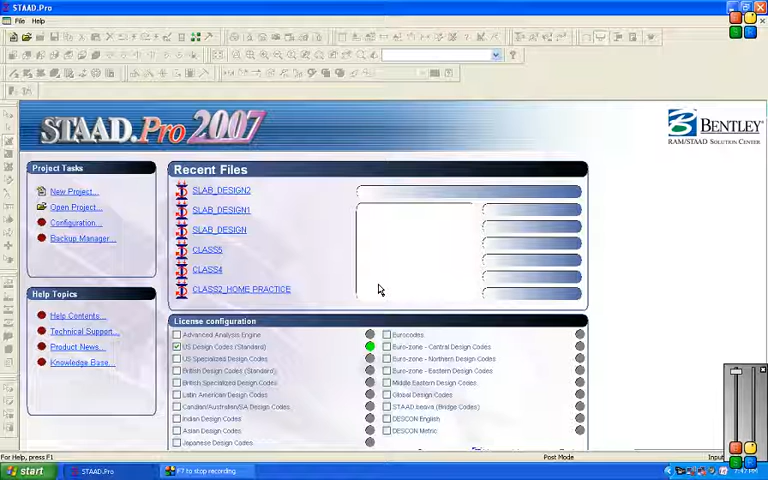 STAAD.Pro
File Tools Help
STAAD.Pro 2007
BENTLEY
RAM/STAAD SOLUTION CENTER
Project Tasks
New Project...
Open Project...
Configuration...
Backup Manager...
Recent Files
SLAB_DESIGN2
SLAB_DESIGN1
SLAB_DESIGN
CLASS5
CLASS4
CLASS2_HOME PRACTICE
Help Topics
Help Contents...
Technical Support...
Product News...
Knowledge Base...
License configuration
Advanced Analysis Engine
US Design Codes (Standard)
US Specialized Design Codes
British Design Codes (Standard)
British Specialized Design Codes
Latin American Design Codes
Candian/Australian/SA Design Codes
Indian Design Codes
Asian Design Codes
Japanese Design Codes
Eurocodes
Euro-zone - Central Design Codes
Euro-zone - Northern Design Codes
Euro-zone - Eastern Design Codes
Middle Eastern Design Codes
Global Design Codes
STAAD.beava (Bridge Codes)
DESCON English
DESCON Metric
For Help, press F1
Post Mode
start
STAAD.Pro
F7 to stop recording